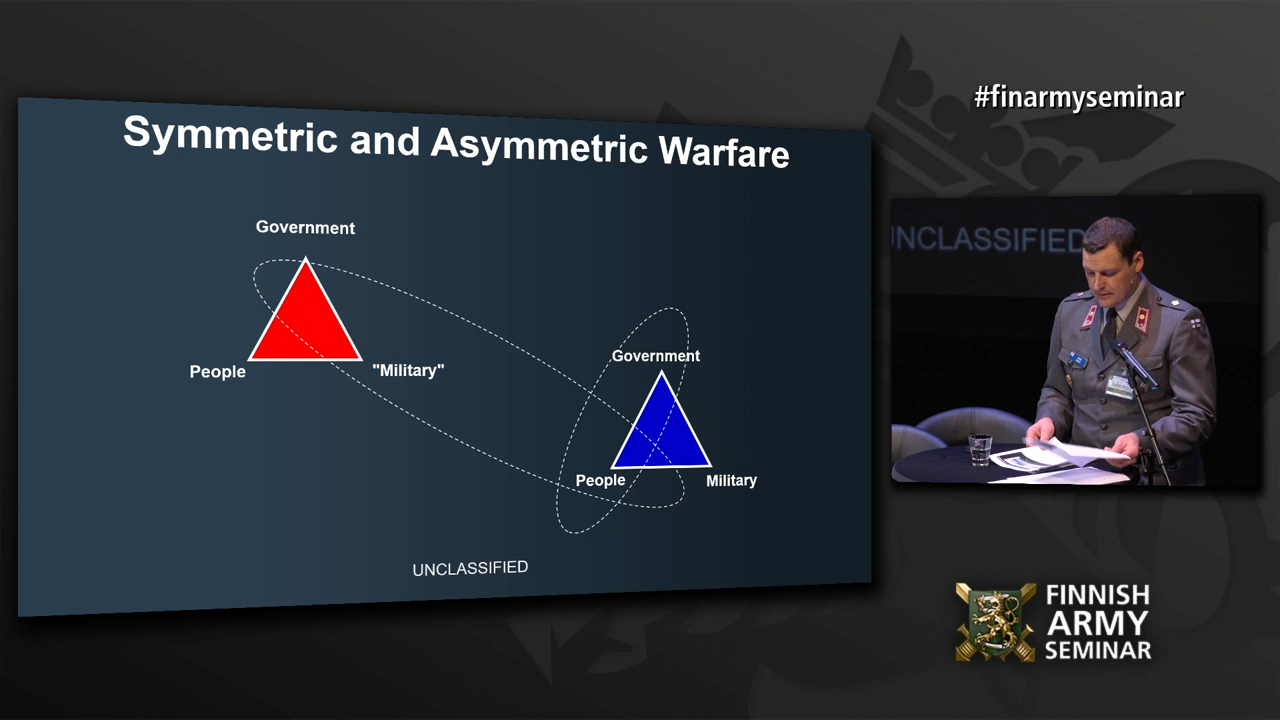 #finarmyseminar
Symmetric and Asymmetric Warfare
Government
People
"Military"
Government
People
Military
UNCLASSIFIED
UNCLASSIFIED
FINNISH
ARMY
SEMINAR